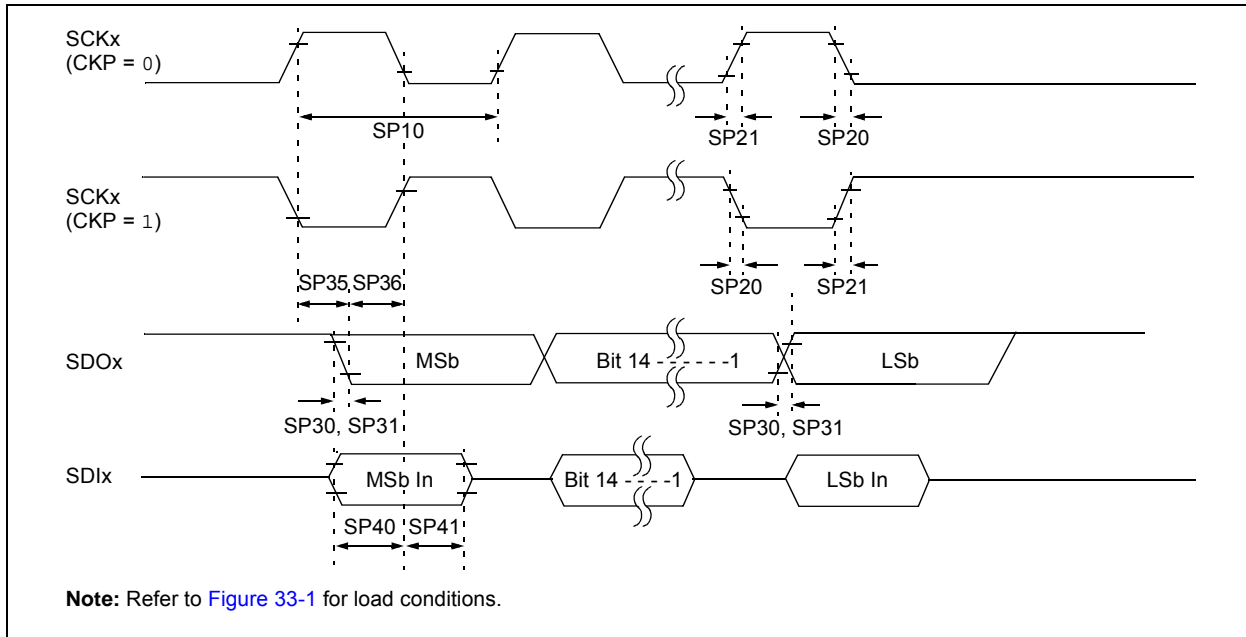 SCKx
(CKP = 0)
SP10
SP21
SP20
SCKx
(CKP = 1)
SP35
SP36
SP20
SP21
SDOx
MSb
Bit 14 - - - - - -1
LSb
SP30, SP31
SP30, SP31
SDIx
MSb In
Bit 14 - - - -1
LSb In
SP40
SP41
Note: Refer to Figure 33-1 for load conditions.